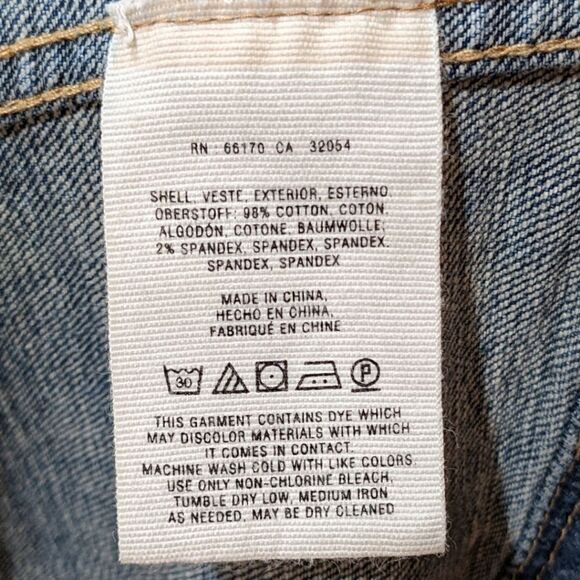 RN : 66170 CA 32054
SHELL, VESTE, EXTERIOR, ESTERNO,
OBERSTOFF: 98% COTTON, COTON,
ALGODÓN, COTONE, BAUMWOLLE;
2% SPANDEX, SPANDEX, SPANDEX,
SPANDEX, SPANDEX
MADE IN CHINA,
HECHO EN CHINA,
FABRIQUÉ EN CHINE
30 P
THIS GARMENT CONTAINS DYE WHICH
MAY DISCOLOR MATERIALS WITH WHICH
IT COMES IN CONTACT.
MACHINE WASH COLD WITH LIKE COLORS.
USE ONLY NON-CHLORINE BLEACH,
TUMBLE DRY LOW, MEDIUM IRON
AS NEEDED, MAY BE DRY CLEANED